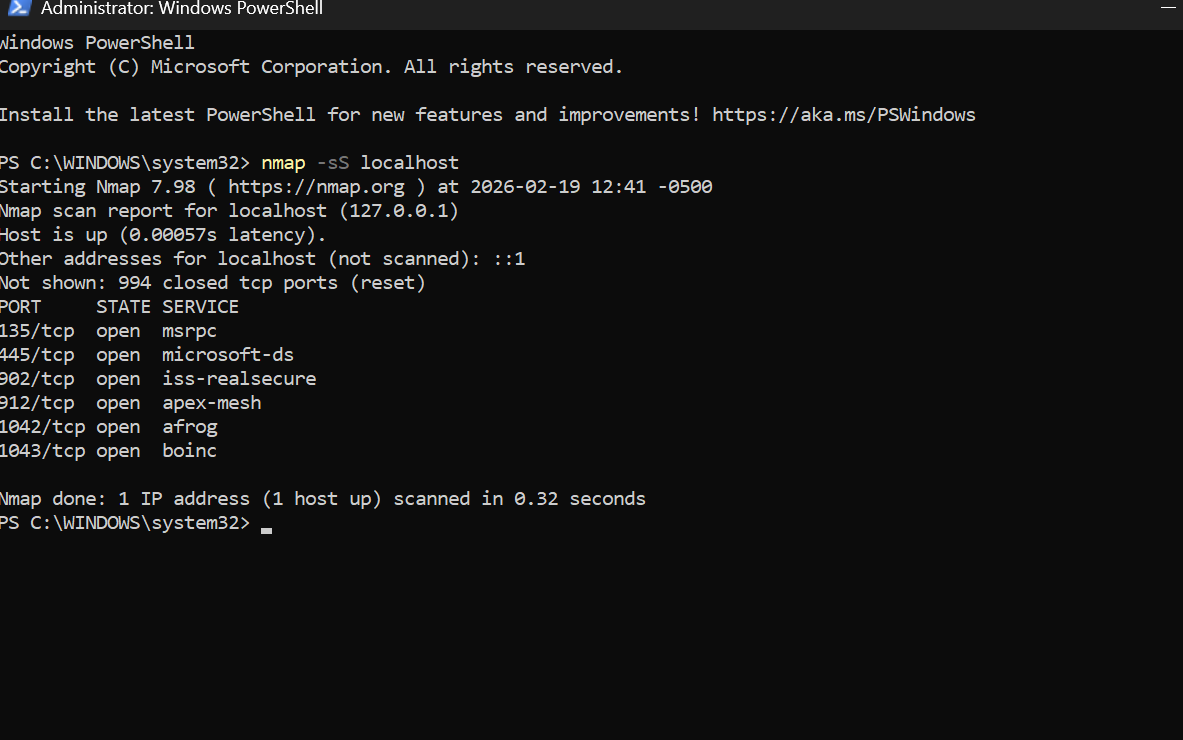 Administrator: Windows PowerShell
Windows PowerShell
Copyright (C) Microsoft Corporation. All rights reserved.
Install the latest PowerShell for new features and improvements! https://aka.ms/PSWindows
PS C:\WINDOWS\system32> nmap -sS localhost
Starting Nmap 7.98 ( https://nmap.org ) at 2026-02-19 12:41 -0500
Nmap scan report for localhost (127.0.0.1)
Host is up (0.00057s latency).
Other addresses for localhost (not scanned): ::1
Not shown: 994 closed tcp ports (reset)
PORT     STATE SERVICE
135/tcp  open  msrpc
445/tcp  open  microsoft-ds
902/tcp  open  iss-realsecure
912/tcp  open  apex-mesh
1042/tcp open  afrog
1043/tcp open  boinc
Nmap done: 1 IP address (1 host up) scanned in 0.32 seconds
PS C:\WINDOWS\system32>